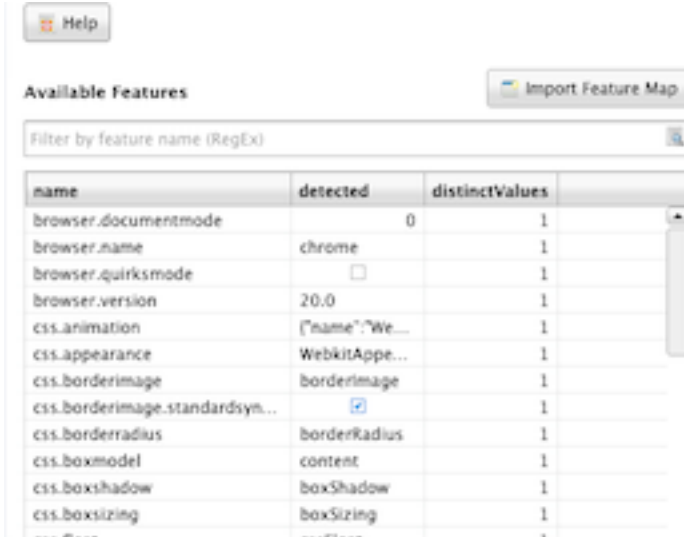 Help
Available Features
Import Feature Map
Filter by feature name (RegEx)
name detected distinctValues
browser.documentmode 0 1
browser.name chrome 1
browser.quirksmode 1
browser.version 20.0 1
css.animation {"name":"We... 1
css.appearance WebkitAppe... 1
css.borderimage borderImage 1
css.borderimage.standardsyn... 1
css.borderradius borderRadius 1
css.boxmodel content 1
css.boxshadow boxShadow 1
css.boxsizing boxSizing 1